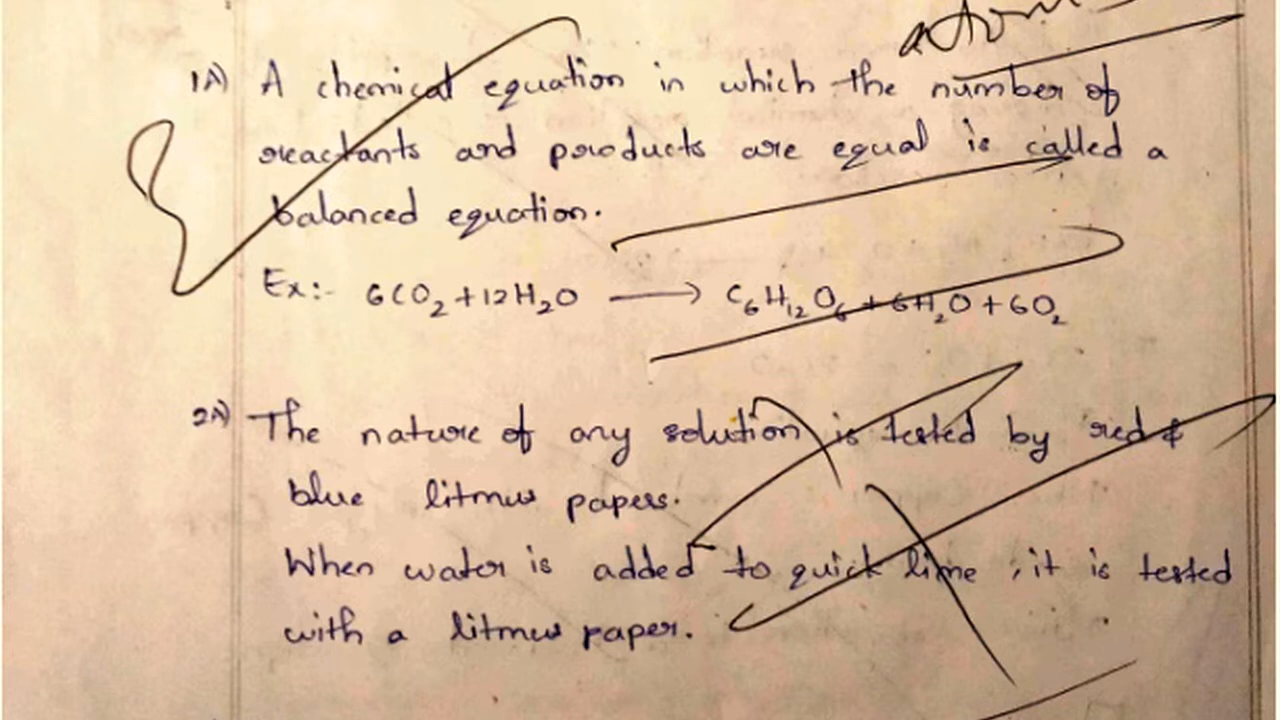 atom
1A) A chemical equation in which the number of
reactants and products are equal is called a
balanced equation.
Ex:- 6CO₂ + 12H₂O ⟶ C₆H₁₂O₆ + 6H₂O + 6O₂
2A) The nature of any solution is tested by red &
blue litmus papers.
When water is added to quick lime , it is tested
with a litmus paper.